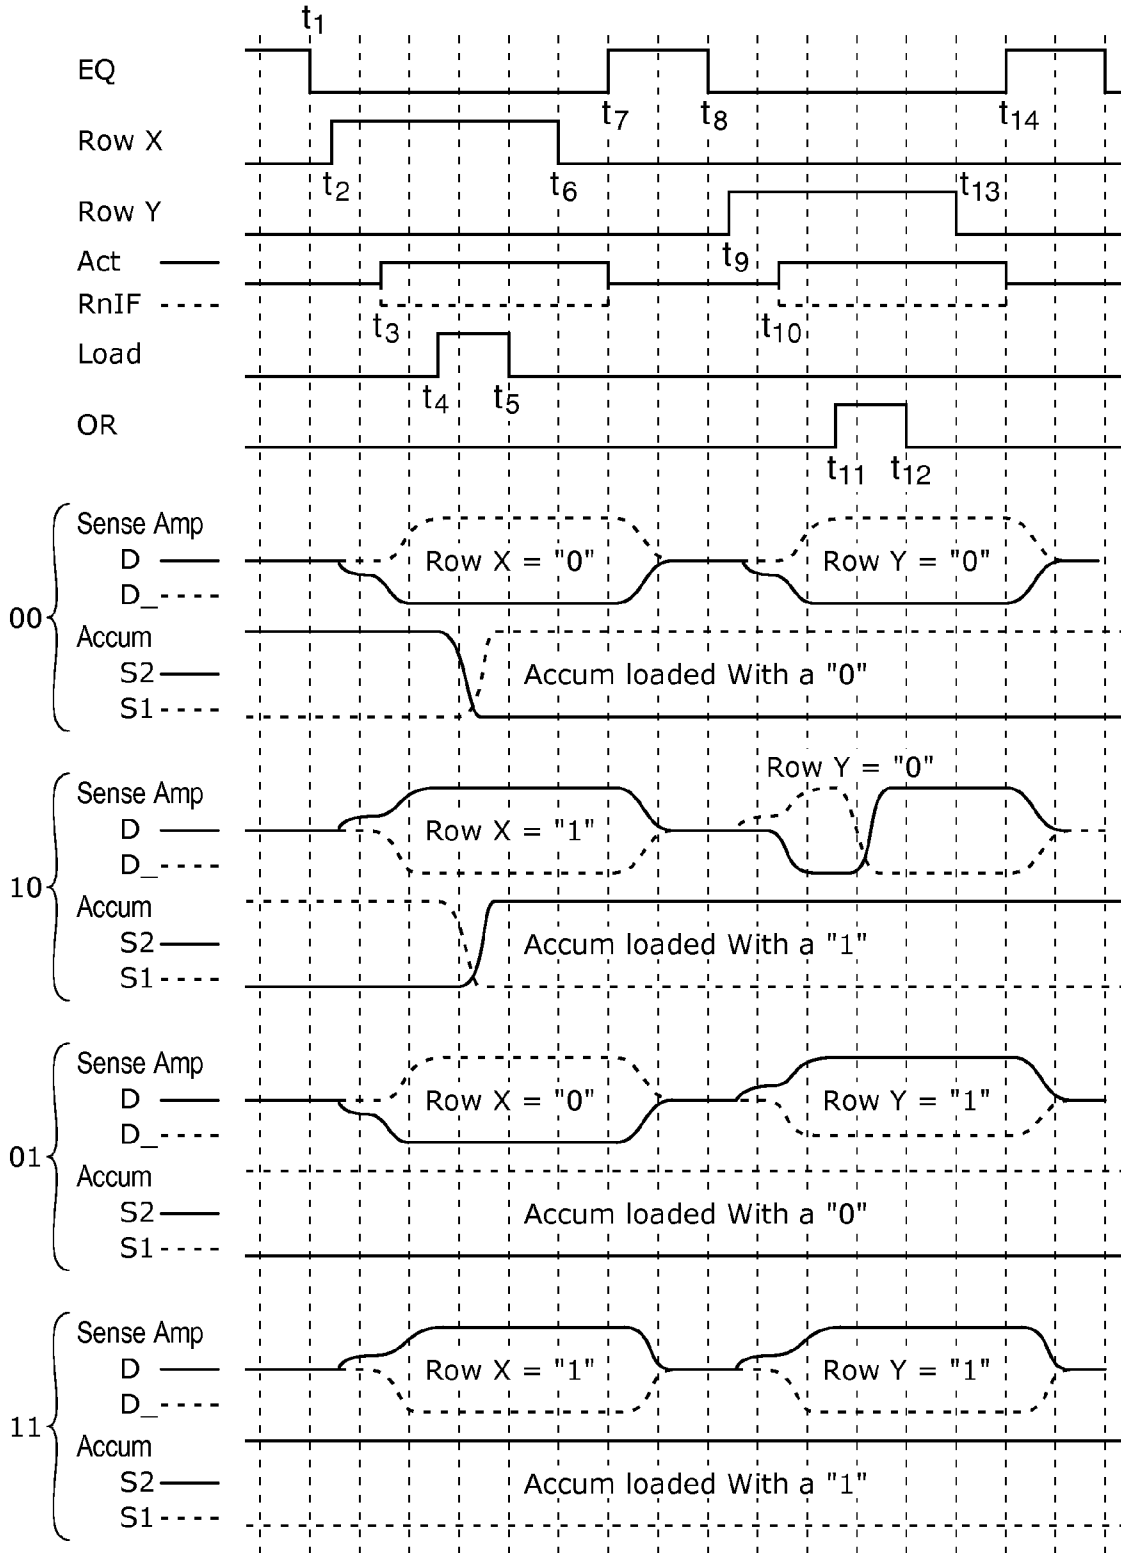 t1
EQ
t7 t8 t14
Row X
t2 t6 t13
Row Y
t9
Act
RnIF
t3 t10
Load
t4 t5
OR
t11 t12
Sense Amp
D Row X = "0" Row Y = "0"
D_
00
Accum
S2 Accum loaded With a "0"
S1
Row Y = "0"
Sense Amp
D Row X = "1"
D_
10
Accum
S2 Accum loaded With a "1"
S1
Sense Amp
D Row X = "0" Row Y = "1"
D_
01
Accum
S2 Accum loaded With a "0"
S1
Sense Amp
D Row X = "1" Row Y = "1"
D_
11
Accum
S2 Accum loaded With a "1"
S1